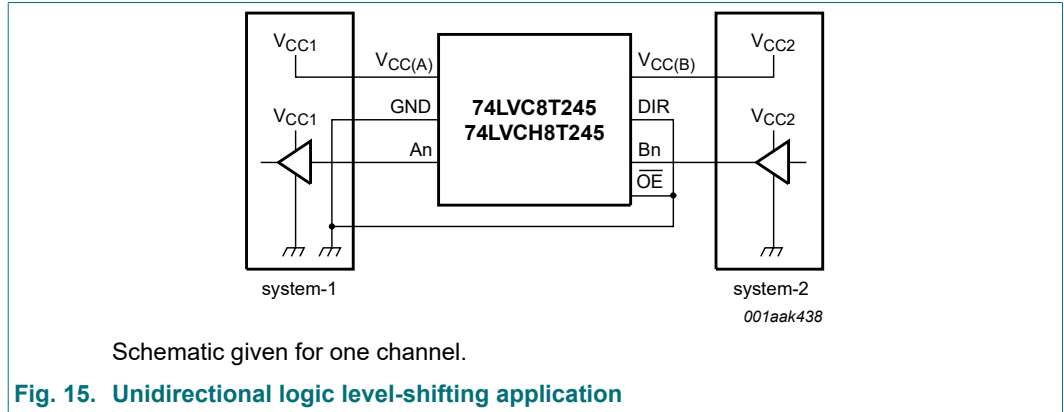 VCC1
VCC(A)
VCC(B)
VCC2
GND
74LVC8T245
74LVCH8T245
DIR
VCC1
VCC2
An
Bn
OE
system-1
system-2
001aak438
Schematic given for one channel.
Fig. 15. Unidirectional logic level-shifting application